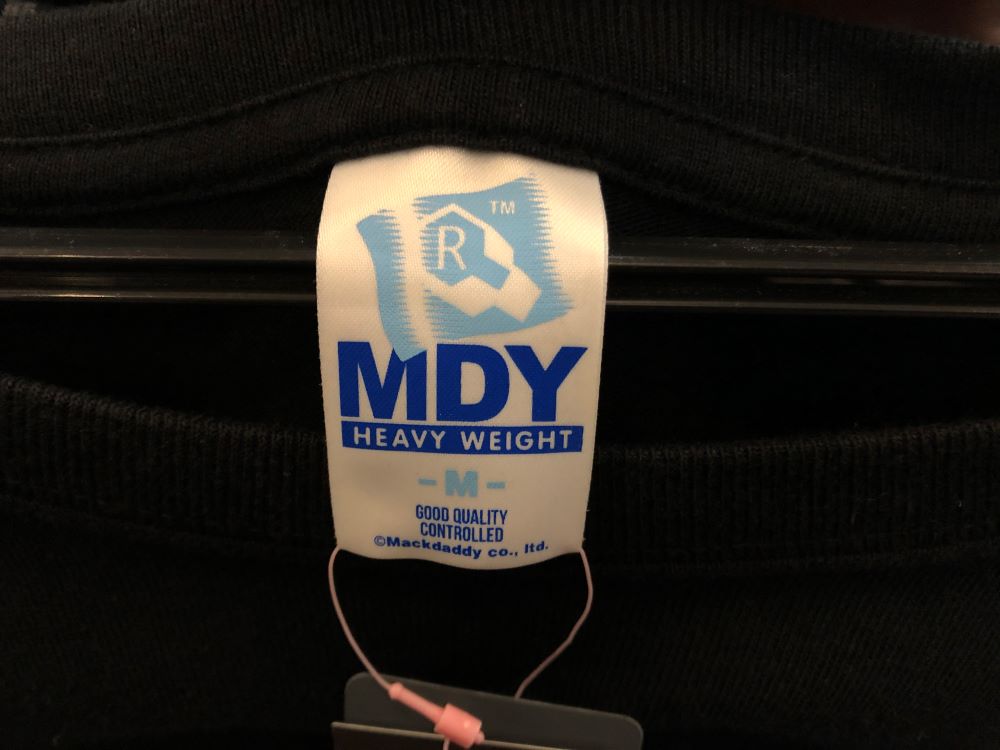 R
TM
MDY
HEAVY WEIGHT
- M -
GOOD QUALITY
CONTROLLED
©Mackdaddy co., ltd.